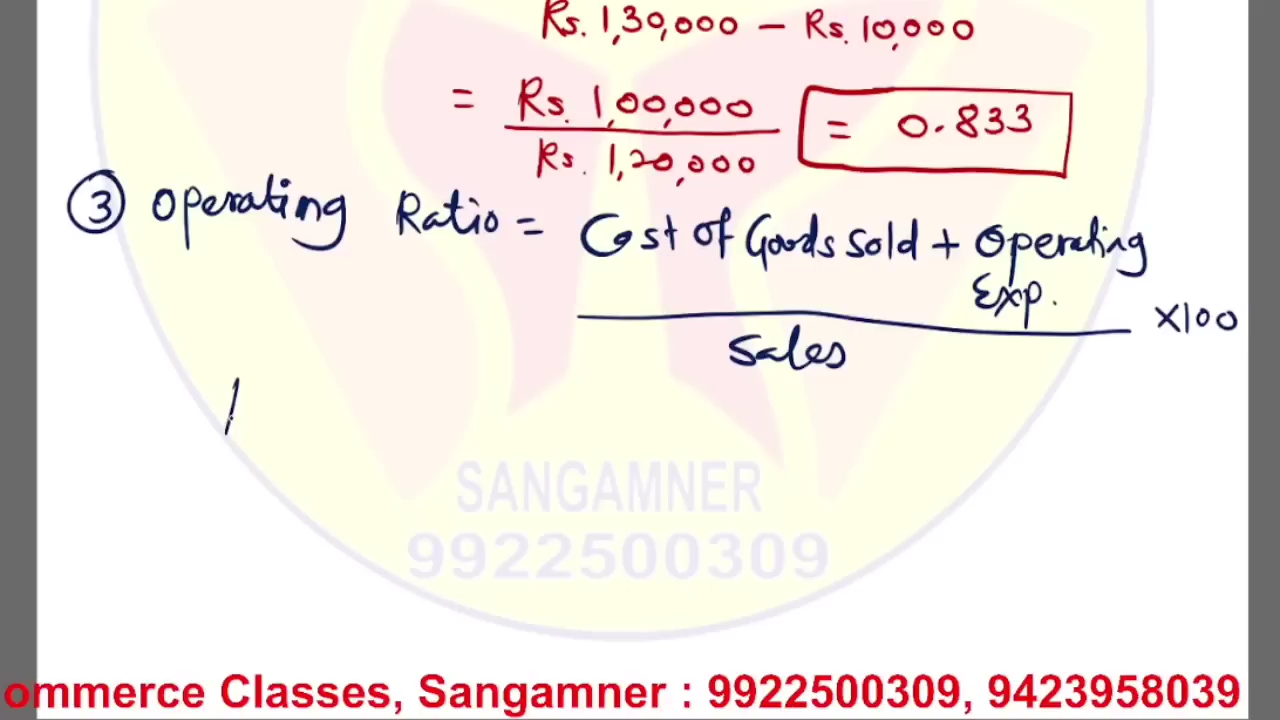 Rs. 1,30,000 – Rs. 10,000
= Rs. 1,00,000 = 0.833
Rs. 1,20,000
③ Operating Ratio = Cost of Goods sold + Operating
Exp.
×100
Sales
SANGAMNER
9922500309
ommerce Classes, Sangamner : 9922500309, 9423958039